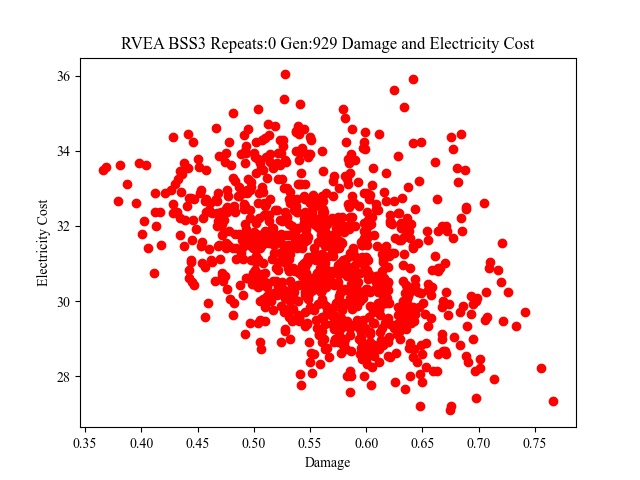 RVEA BSS3 Repeats:0 Gen:929 Damage and Electricity Cost
36
34
32
30
28
Electricity Cost
0.35 0.40 0.45 0.50 0.55 0.60 0.65 0.70 0.75
Damage